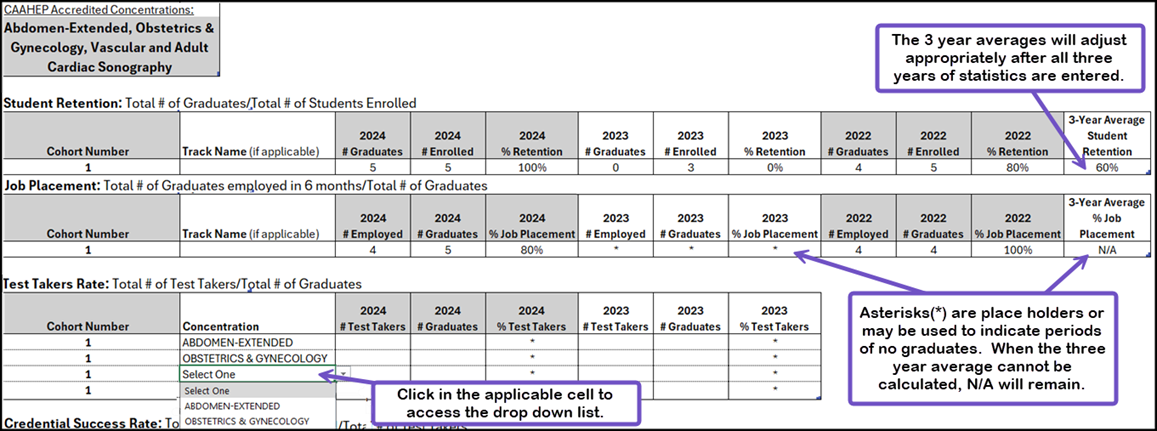 CAAHEP Accredited Concentrations:
Abdomen-Extended, Obstetrics &
Gynecology, Vascular and Adult
Cardiac Sonography
The 3 year averages will adjust
appropriately after all three
years of statistics are entered.
Student Retention: Total # of Graduates/Total # of Students Enrolled
Cohort Number Track Name (if applicable) 2024 # Graduates 2024 # Enrolled 2024 % Retention 2023 # Graduates 2023 # Enrolled 2023 % Retention 2022 # Graduates 2022 # Enrolled 2022 % Retention 3-Year Average Student Retention
1 5 5 100% 0 3 0% 4 5 80% 60%
Job Placement: Total # of Graduates employed in 6 months/Total # of Graduates
Cohort Number Track Name (if applicable) 2024 # Employed 2024 # Graduates 2024 % Job Placement 2023 # Employed 2023 # Graduates 2023 % Job Placement 2022 # Employed 2022 # Graduates 2022 % Job Placement 3-Year Average % Job Placement
1 4 5 80% * * * 4 4 100% N/A
Test Takers Rate: Total # of Test Takers/Total # of Graduates
Cohort Number Concentration 2024 # Test Takers 2024 # Graduates 2024 % Test Takers 2023 # Test Takers 2023 # Graduates 2023 % Test Takers
1 ABDOMEN-EXTENDED * *
1 OBSTETRICS & GYNECOLOGY * *
1 Select One * *
1 Select One * *
ABDOMEN-EXTENDED
OBSTETRICS & GYNECOLOGY
Asterisks(*) are place holders or
may be used to indicate periods
of no graduates. When the three
year average cannot be
calculated, N/A will remain.
Click in the applicable cell to
access the drop down list.
Credential Success Rate: To